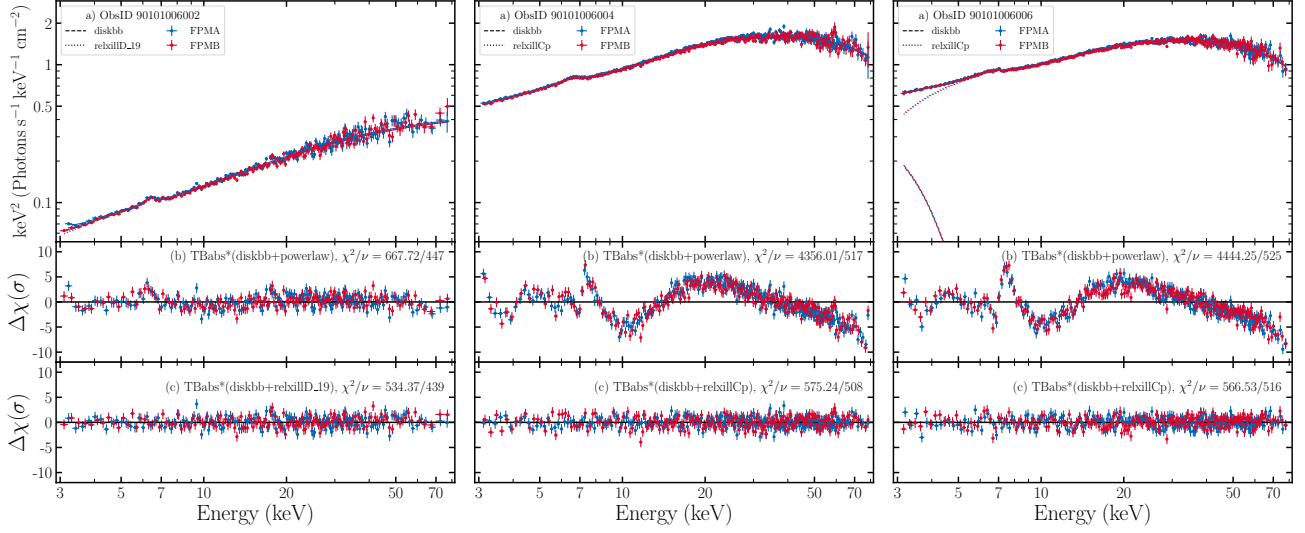 a) ObsID 90101006002
diskbb FPMA
relxillD_19 FPMB
a) ObsID 90101006004
diskbb FPMA
relxillCp FPMB
a) ObsID 90101006006
diskbb FPMA
relxillCp FPMB
keV² (Photons s⁻¹ keV⁻¹ cm⁻²)
2
1
0.5
0.1
(b) TBabs*(diskbb+powerlaw), χ²/ν = 667.72/447
(b) TBabs*(diskbb+powerlaw), χ²/ν = 4356.01/517
(b) TBabs*(diskbb+powerlaw), χ²/ν = 4444.25/525
Δχ(σ)
10
5
0
-5
-10
(c) TBabs*(diskbb+relxillD_19), χ²/ν = 534.37/439
(c) TBabs*(diskbb+relxillCp), χ²/ν = 575.24/508
(c) TBabs*(diskbb+relxillCp), χ²/ν = 566.53/516
Δχ(σ)
10
5
0
-5
-10
3 5 7 10 20 30 50 70
3 5 7 10 20 30 50 70
3 5 7 10 20 30 50 70
Energy (keV)
Energy (keV)
Energy (keV)